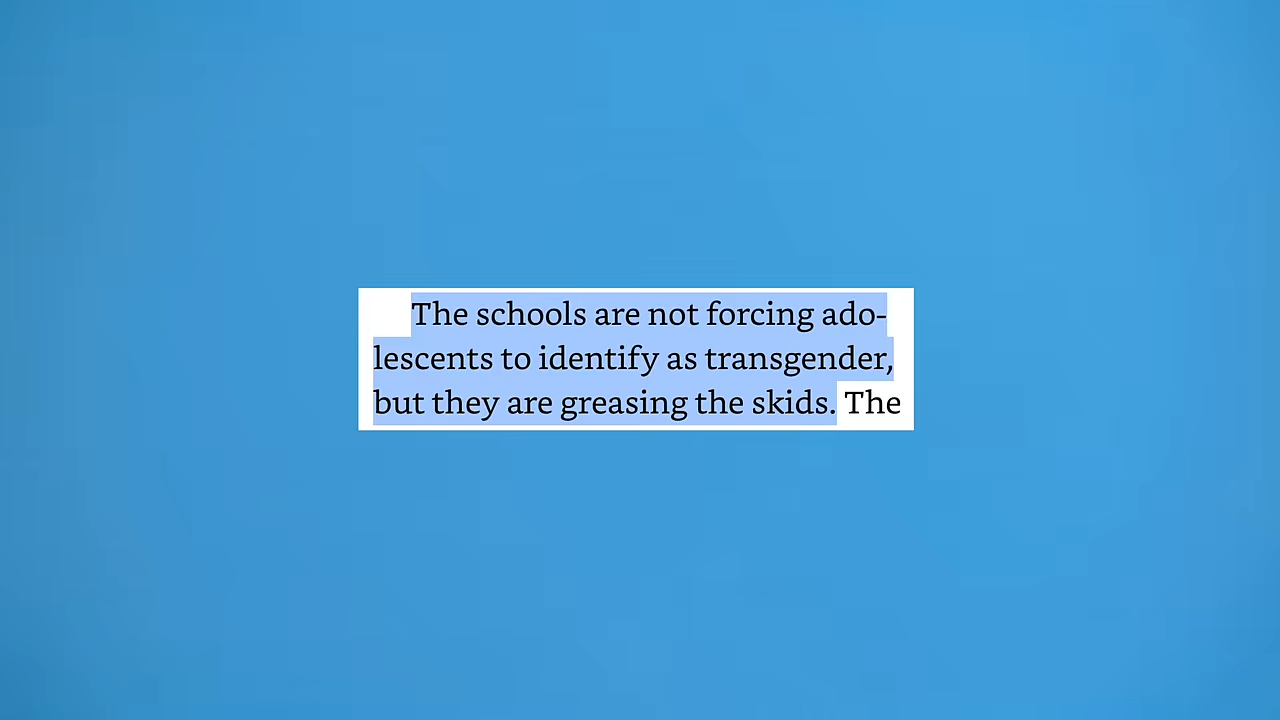 The schools are not forcing ado-
lescents to identify as transgender,
but they are greasing the skids. The